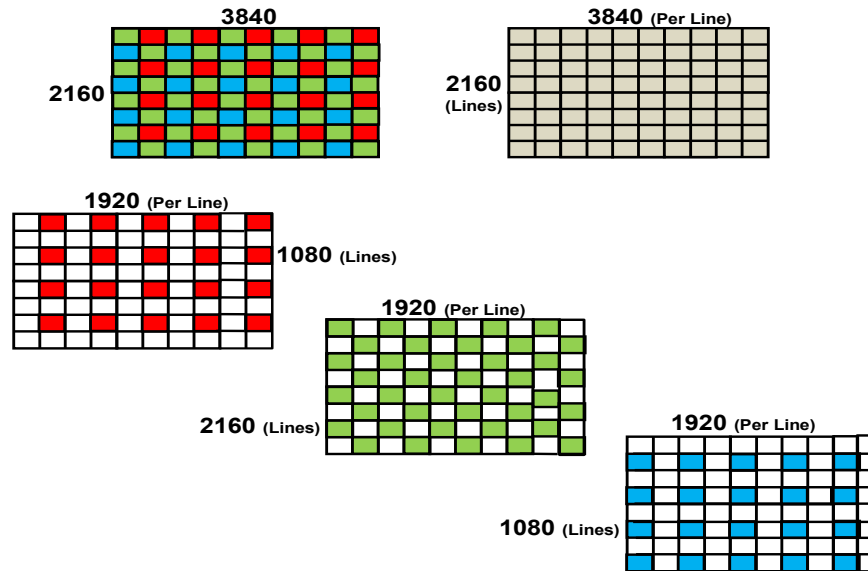 3840
2160
3840 (Per Line)
2160
(Lines)
1920 (Per Line)
1080 (Lines)
1920 (Per Line)
2160 (Lines)
1920 (Per Line)
1080 (Lines)